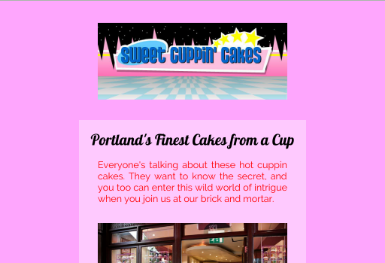 Sweet Cuppin' Cakes
Portland's Finest Cakes from a Cup
Everyone's talking about these hot cuppin
cakes. They want to know the secret, and
you too can enter this wild world of intrigue
when you join us at our brick and mortar.